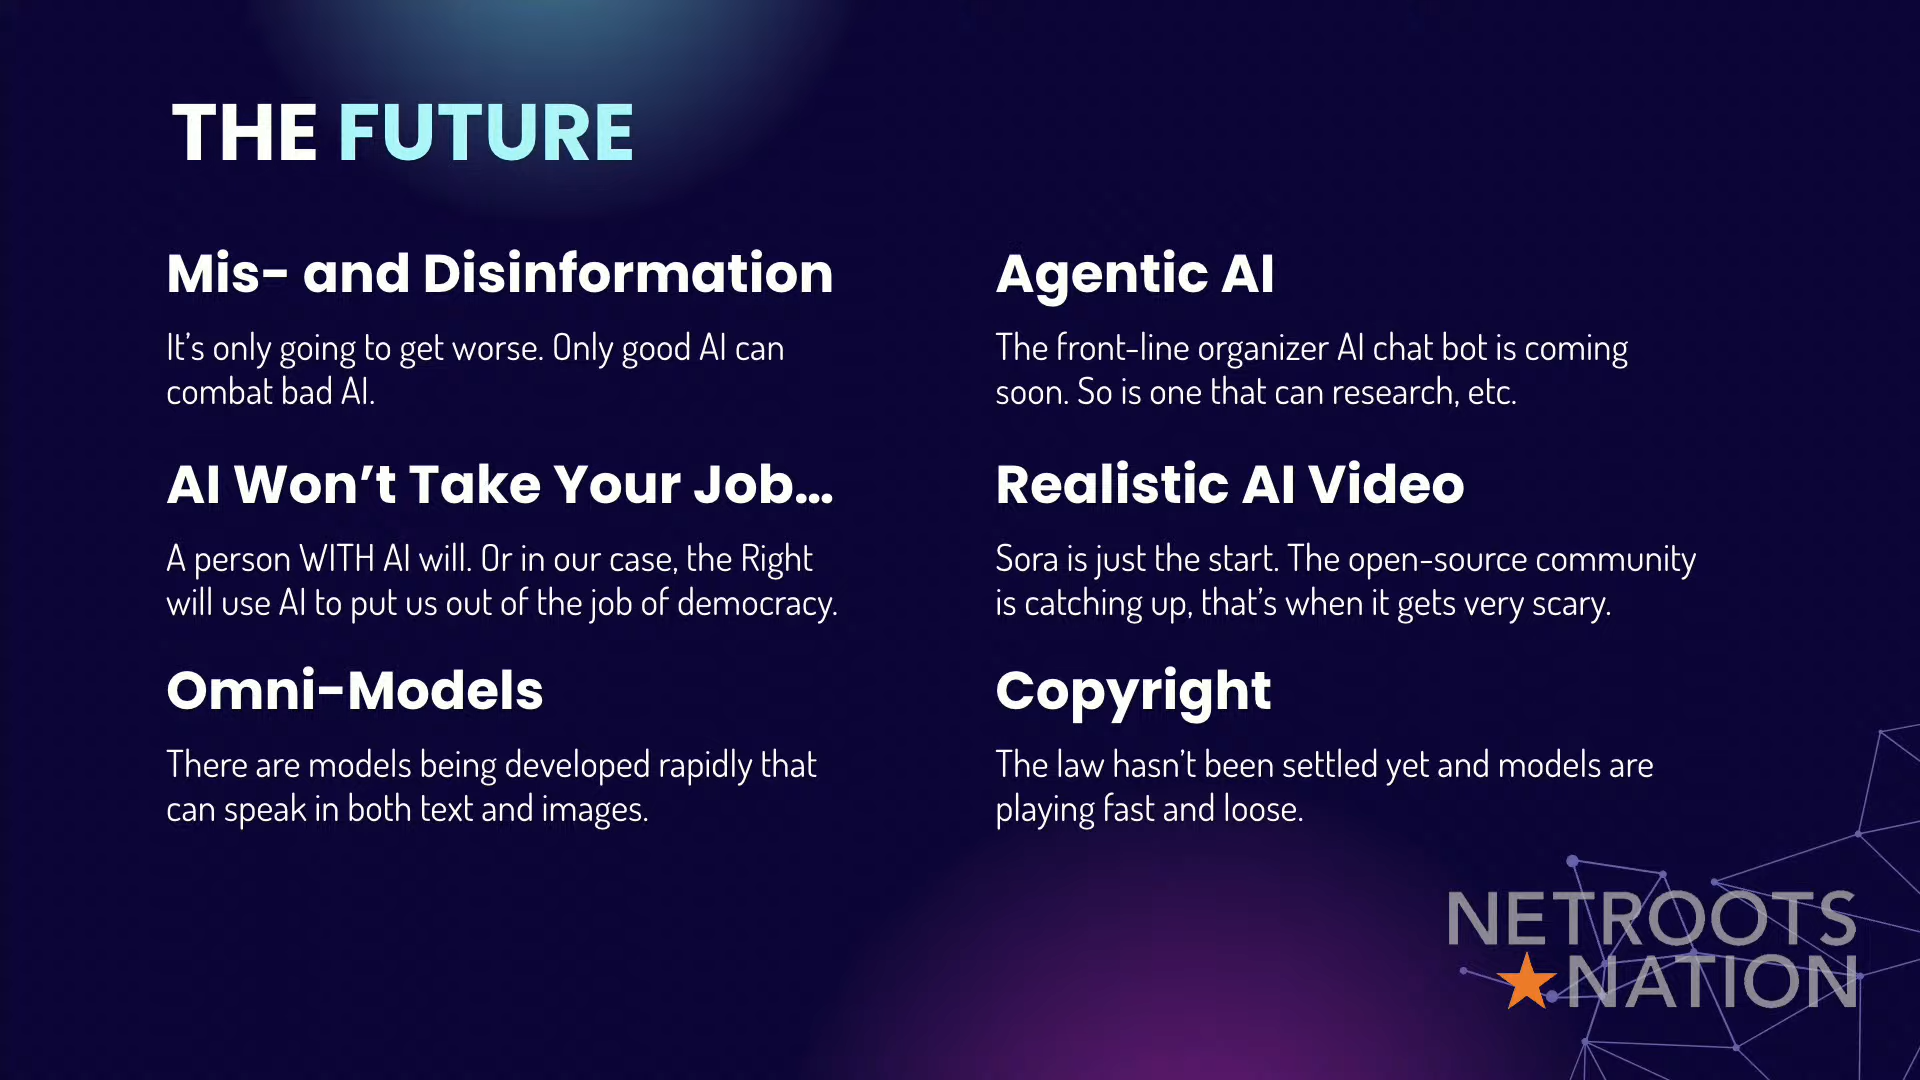 THE FUTURE
Mis- and Disinformation
It's only going to get worse. Only good AI can
combat bad AI.
AI Won't Take Your Job...
A person WITH AI will. Or in our case, the Right
will use AI to put us out of the job of democracy.
Omni-Models
There are models being developed rapidly that
can speak in both text and images.
Agentic AI
The front-line organizer AI chat bot is coming
soon. So is one that can research, etc.
Realistic AI Video
Sora is just the start. The open-source community
is catching up, that's when it gets very scary.
Copyright
The law hasn't been settled yet and models are
playing fast and loose.
NETROOTS
NATION